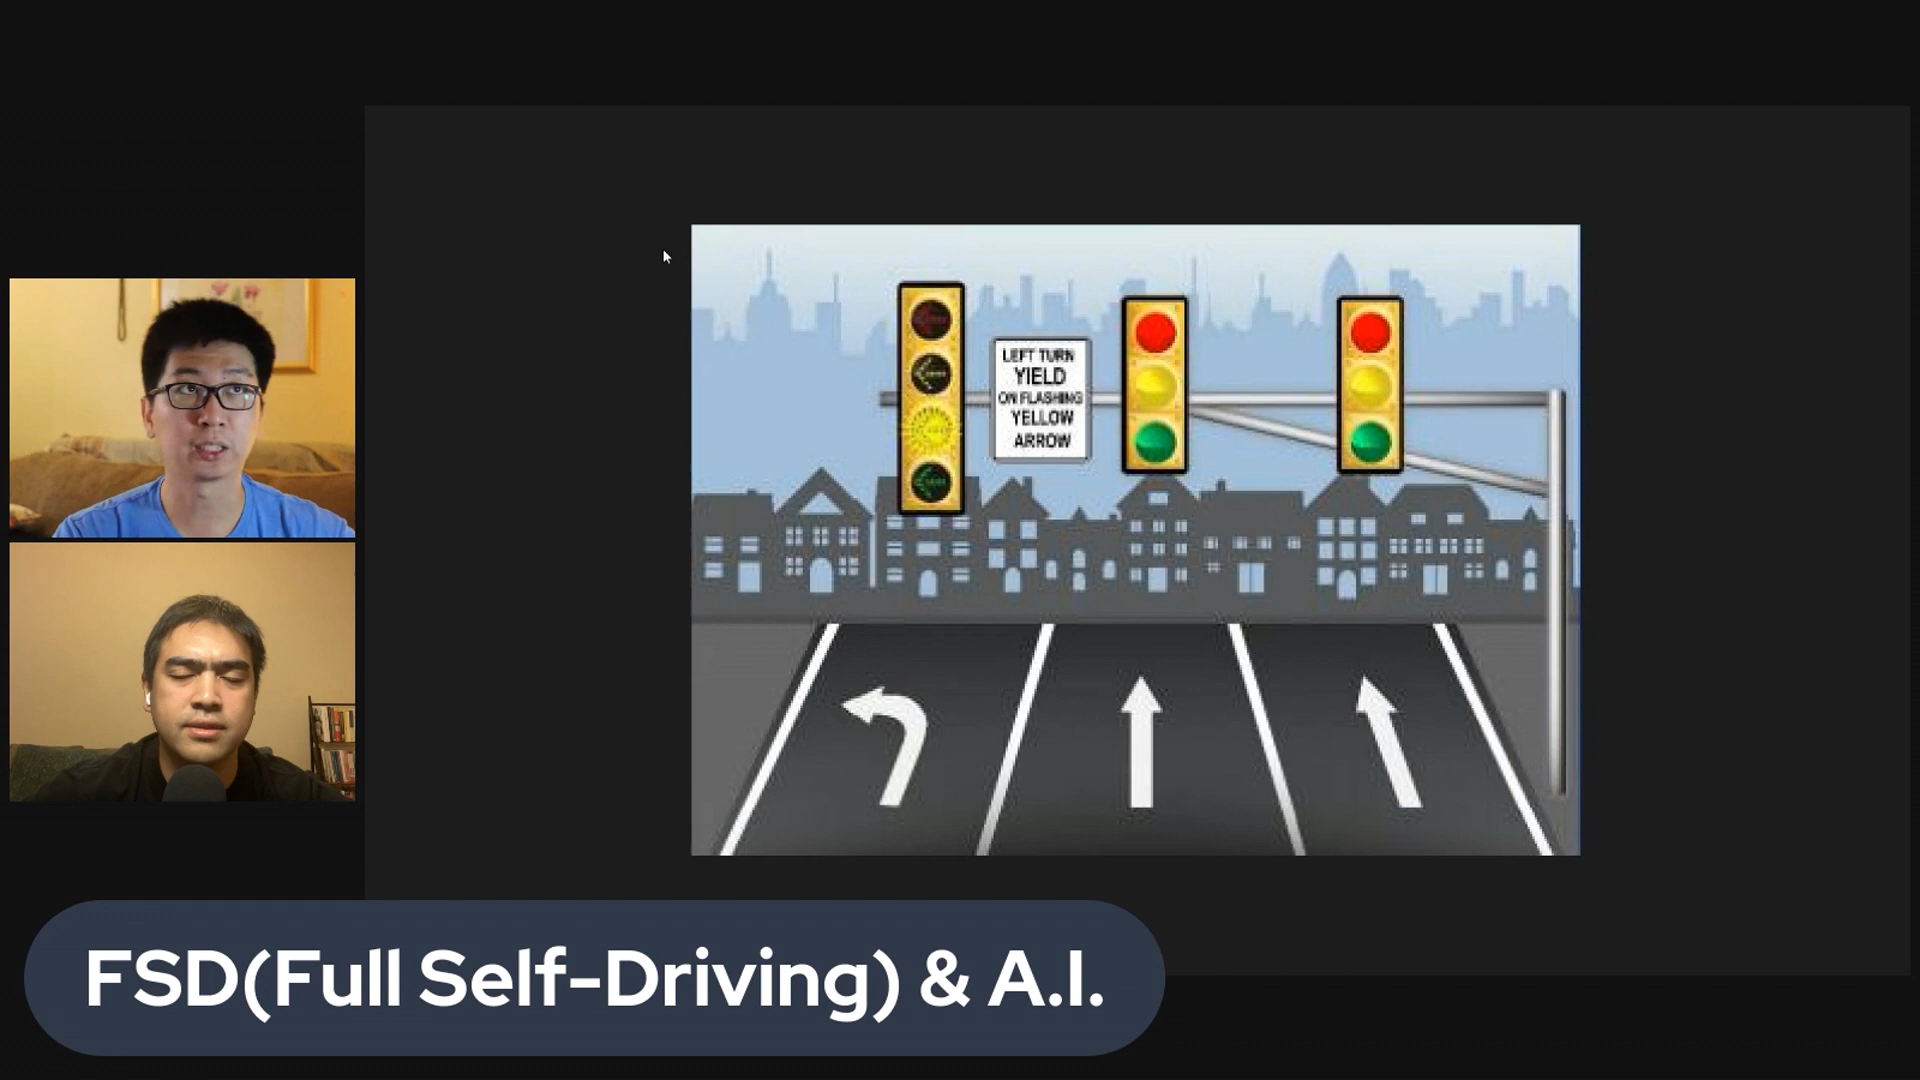 LEFT TURN
YIELD
ON FLASHING
YELLOW
ARROW
FSD(Full Self-Driving) & A.I.